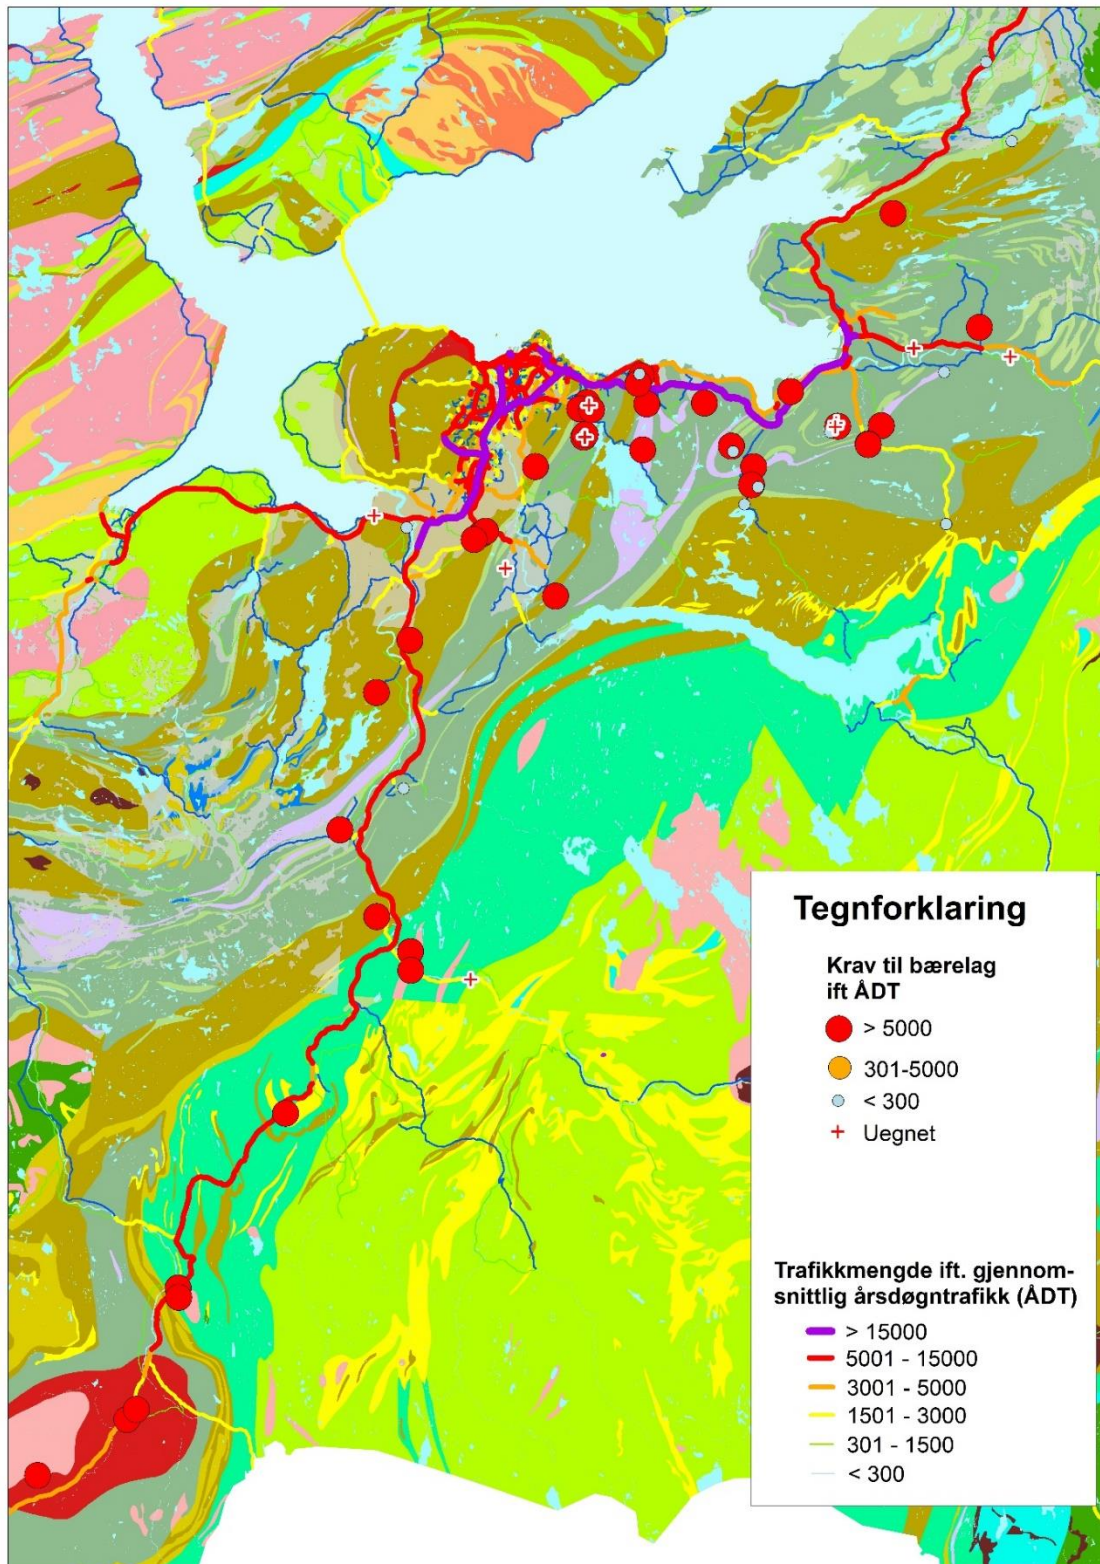 Tegnforklaring
Krav til bærelag
ift ÅDT
> 5000
301-5000
< 300
Uegnet
Trafikkmengde ift. gjennom-
snittlig årsdøgntrafikk (ÅDT)
> 15000
5001 - 15000
3001 - 5000
1501 - 3000
301 - 1500
< 300